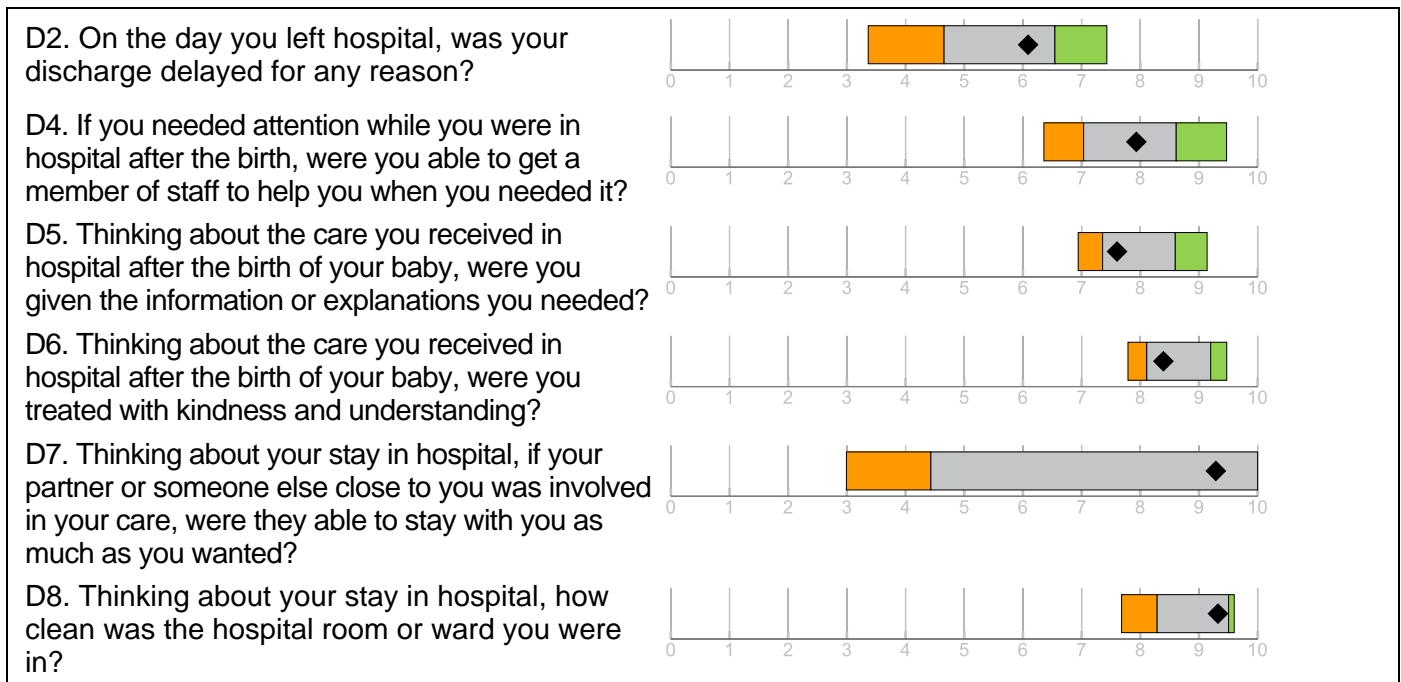 D2. On the day you left hospital, was your
discharge delayed for any reason?
0 1 2 3 4 5 6 7 8 9 10
D4. If you needed attention while you were in
hospital after the birth, were you able to get a
member of staff to help you when you needed it?
0 1 2 3 4 5 6 7 8 9 10
D5. Thinking about the care you received in
hospital after the birth of your baby, were you
given the information or explanations you needed?
0 1 2 3 4 5 6 7 8 9 10
D6. Thinking about the care you received in
hospital after the birth of your baby, were you
treated with kindness and understanding?
0 1 2 3 4 5 6 7 8 9 10
D7. Thinking about your stay in hospital, if your
partner or someone else close to you was involved
in your care, were they able to stay with you as
much as you wanted?
0 1 2 3 4 5 6 7 8 9 10
D8. Thinking about your stay in hospital, how
clean was the hospital room or ward you were
in?
0 1 2 3 4 5 6 7 8 9 10